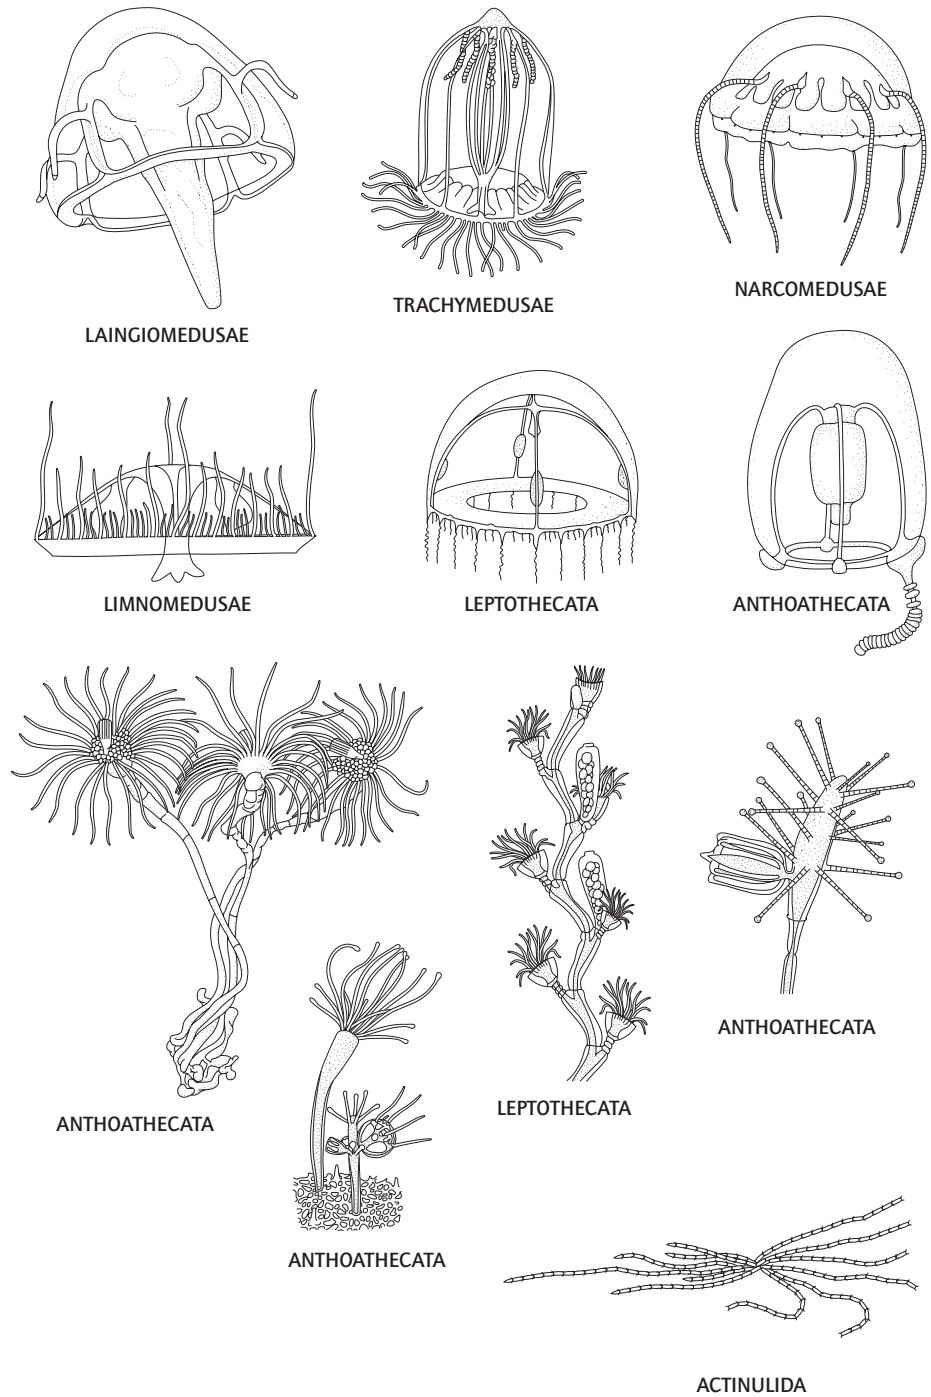 LAINGIOMEDUSAE
TRACHYMEDUSAE
NARCOMEDUSAE
LIMNOMEDUSAE
LEPTOTHECATA
ANTHOATHECATA
ANTHOATHECATA
ANTHOATHECATA
LEPTOTHECATA
ANTHOATHECATA
ACTINULIDA